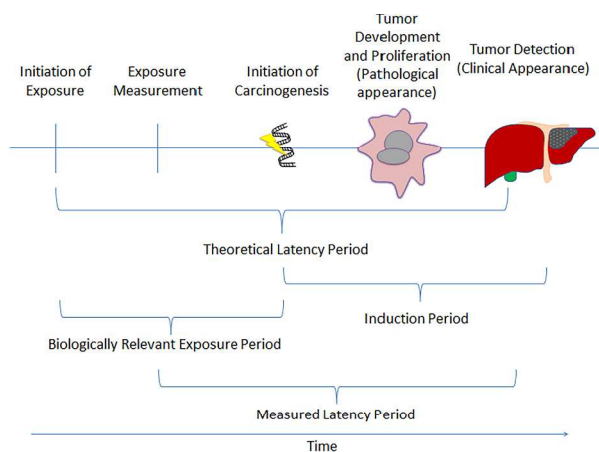 Initiation of
Exposure
Exposure
Measurement
Initiation of
Carcinogenesis
Tumor
Development
and Proliferation
(Pathological
appearance)
Tumor Detection
(Clinical Appearance)
Theoretical Latency Period
Induction Period
Biologically Relevant Exposure Period
Measured Latency Period
Time